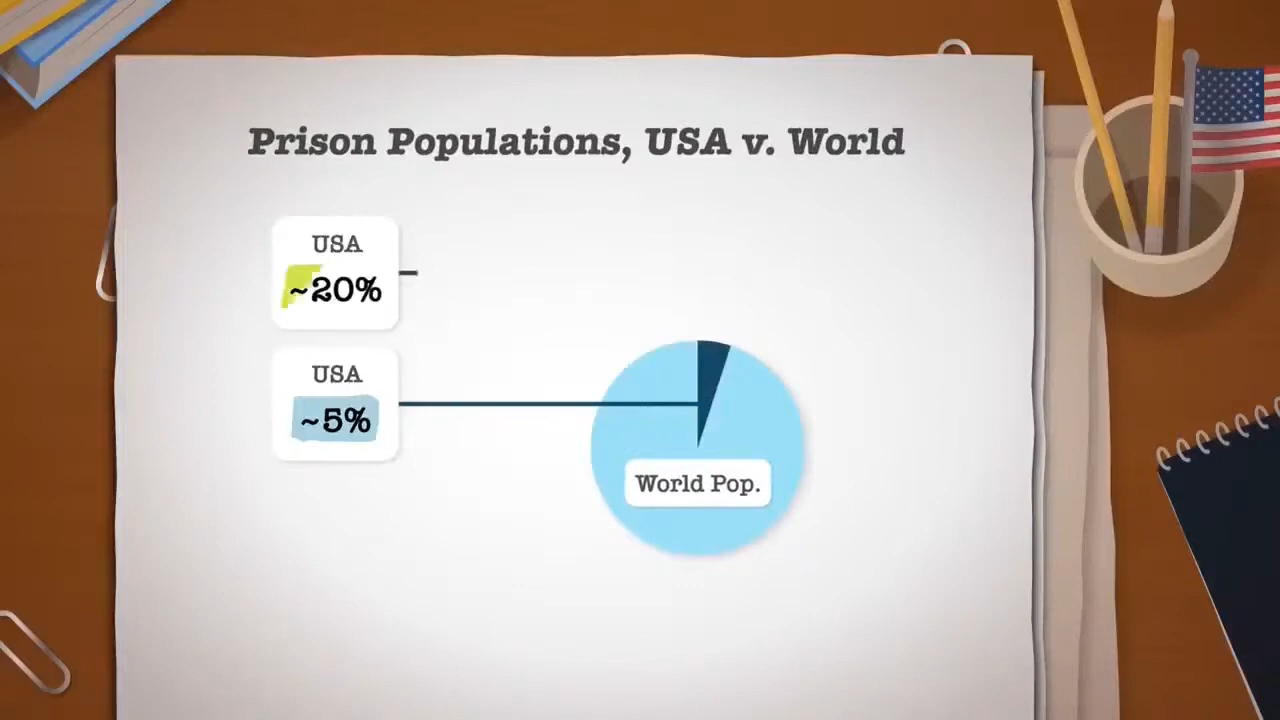 Prison Populations, USA v. World
USA
~20%
USA
~5%
World Pop.